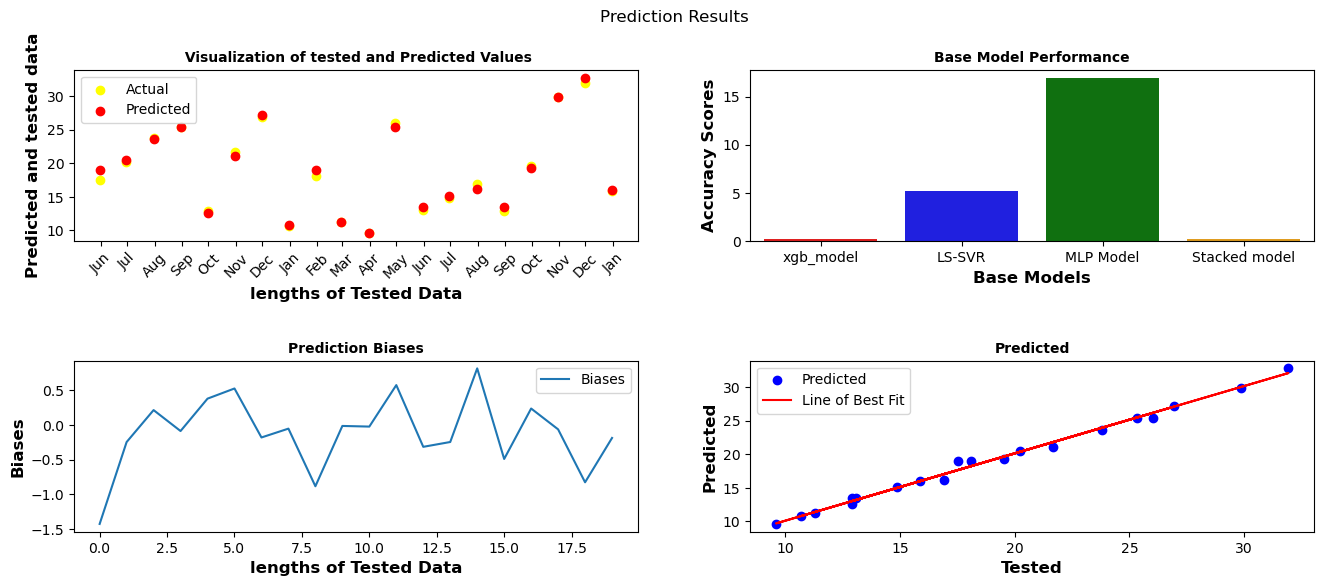 Prediction Results
Visualization of tested and Predicted Values
Predicted and tested data
30
25
20
15
10
Actual
Predicted
Jun Jul Aug Sep Oct Nov Dec Jan Feb Mar Apr May Jun Jul Aug Sep Oct Nov Dec Jan
lengths of Tested Data
Base Model Performance
Accuracy Scores
15
10
5
0
xgb_model LS-SVR MLP Model Stacked model
Base Models
Prediction Biases
Biases
0.5
0.0
−0.5
−1.0
−1.5
Biases
0.0 2.5 5.0 7.5 10.0 12.5 15.0 17.5
lengths of Tested Data
Predicted
Predicted
30
25
20
15
10
Predicted
Line of Best Fit
10 15 20 25 30
Tested